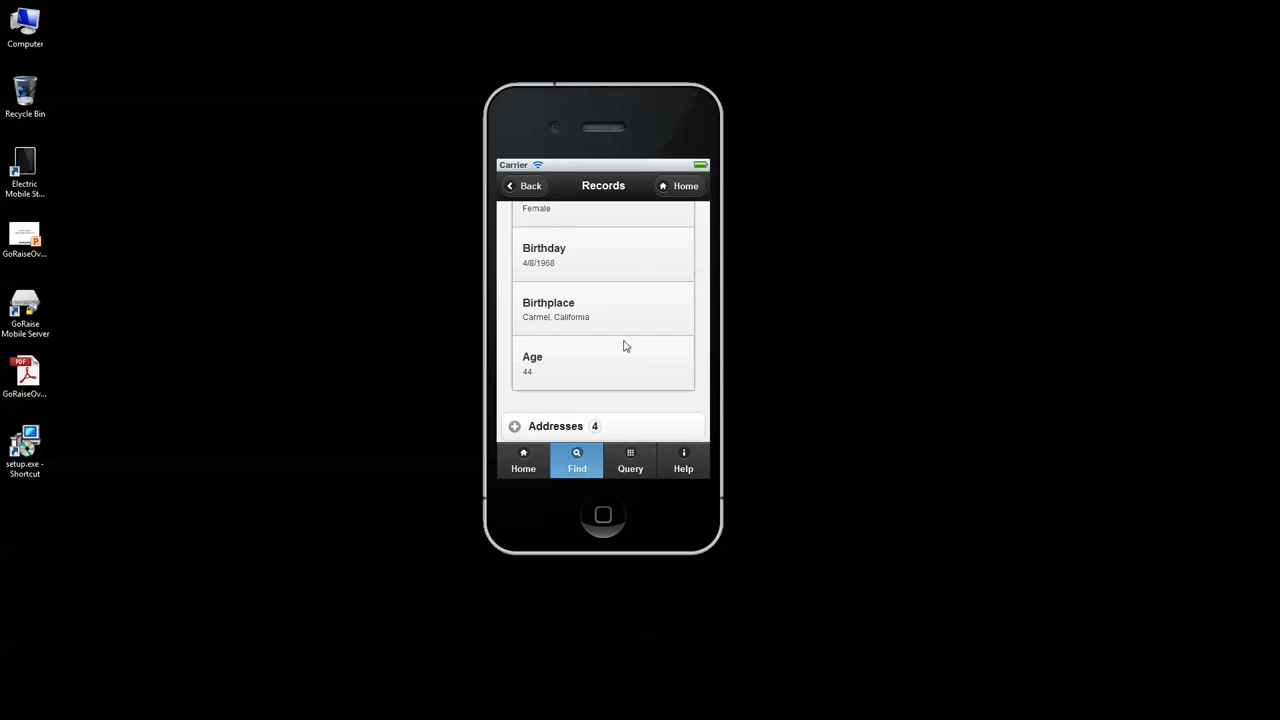 Computer
Recycle Bin
Electric
Mobile St...
GoRaiseOv...
GoRaise
Mobile Server
PDF
GoRaiseOv...
setup.exe -
Shortcut
Carrier
Back
Records
Home
Female
Birthday
4/8/1968
Birthplace
Carmel, California
Age
44
Addresses 4
Home
Find
Query
Help